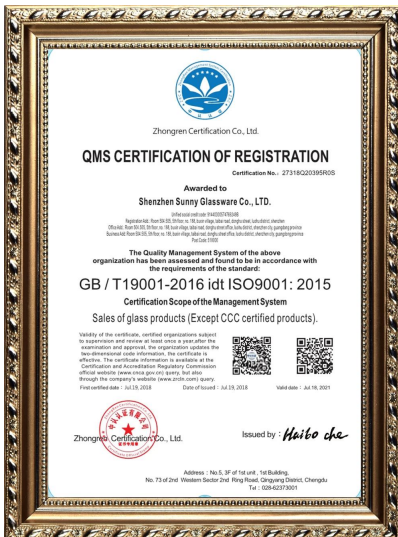 Zhongren Certification Co., Ltd.
QMS CERTIFICATION OF REGISTRATION
Certification No.: 27318Q20395R0S
Awarded to
Shenzhen Sunny Glassware Co., LTD.
The Quality Management System of the above
organization has been assessed and found to be in accordance with
the requirements of the standard:
GB / T19001-2016 idt ISO9001: 2015
Certification Scope of the Management System
Sales of glass products (Except CCC certified products).
Validity of the certificate, certified organizations subject
to supervision and review at least once a year,after the
examination and approval, the organization updates the
two-dimensional code information, the certificate is
effective. The certificate information is available at the
Certification and Accreditation Regulatory Commission
official website (www.cnca.gov.cn) query, but also
through the company's website (www.zrcln.com) query.
First certified date : Jul.19, 2018 Date of Issued : Jul.19, 2018 Valid date : Jul 18, 2021
Zhongren Certification Co., Ltd.
Issued by : Haibo che
Address : No.5, 3F of 1st unit , 1st Building,
No. 73 of 2nd Western Sector 2nd Ring Road, Qingyang District, Chengdu
Tel : 028-62373001